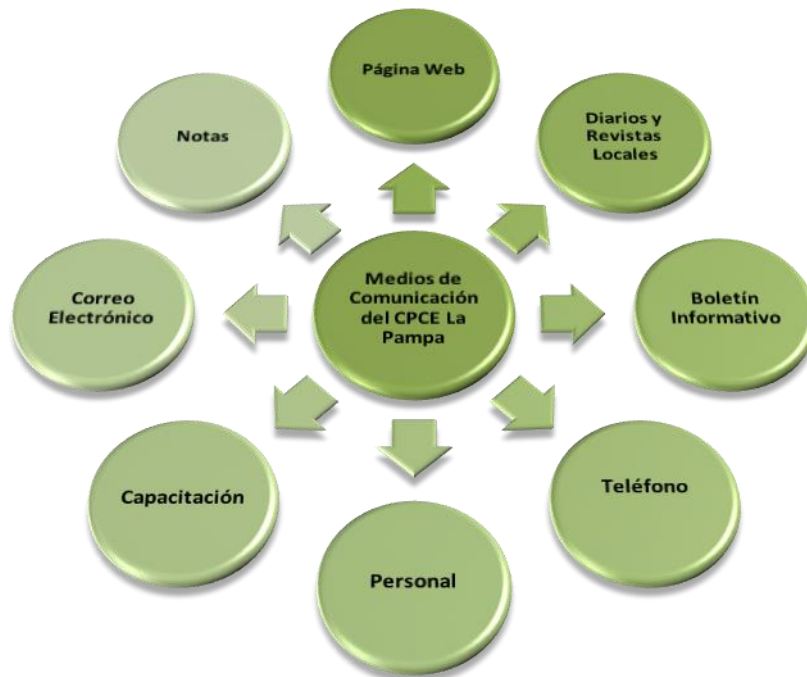 Página Web
Diarios y
Revistas
Locales
Boletín
Informativo
Teléfono
Personal
Capacitación
Correo
Electrónico
Notas
Medios de
Comunicación
del CPCE La
Pampa